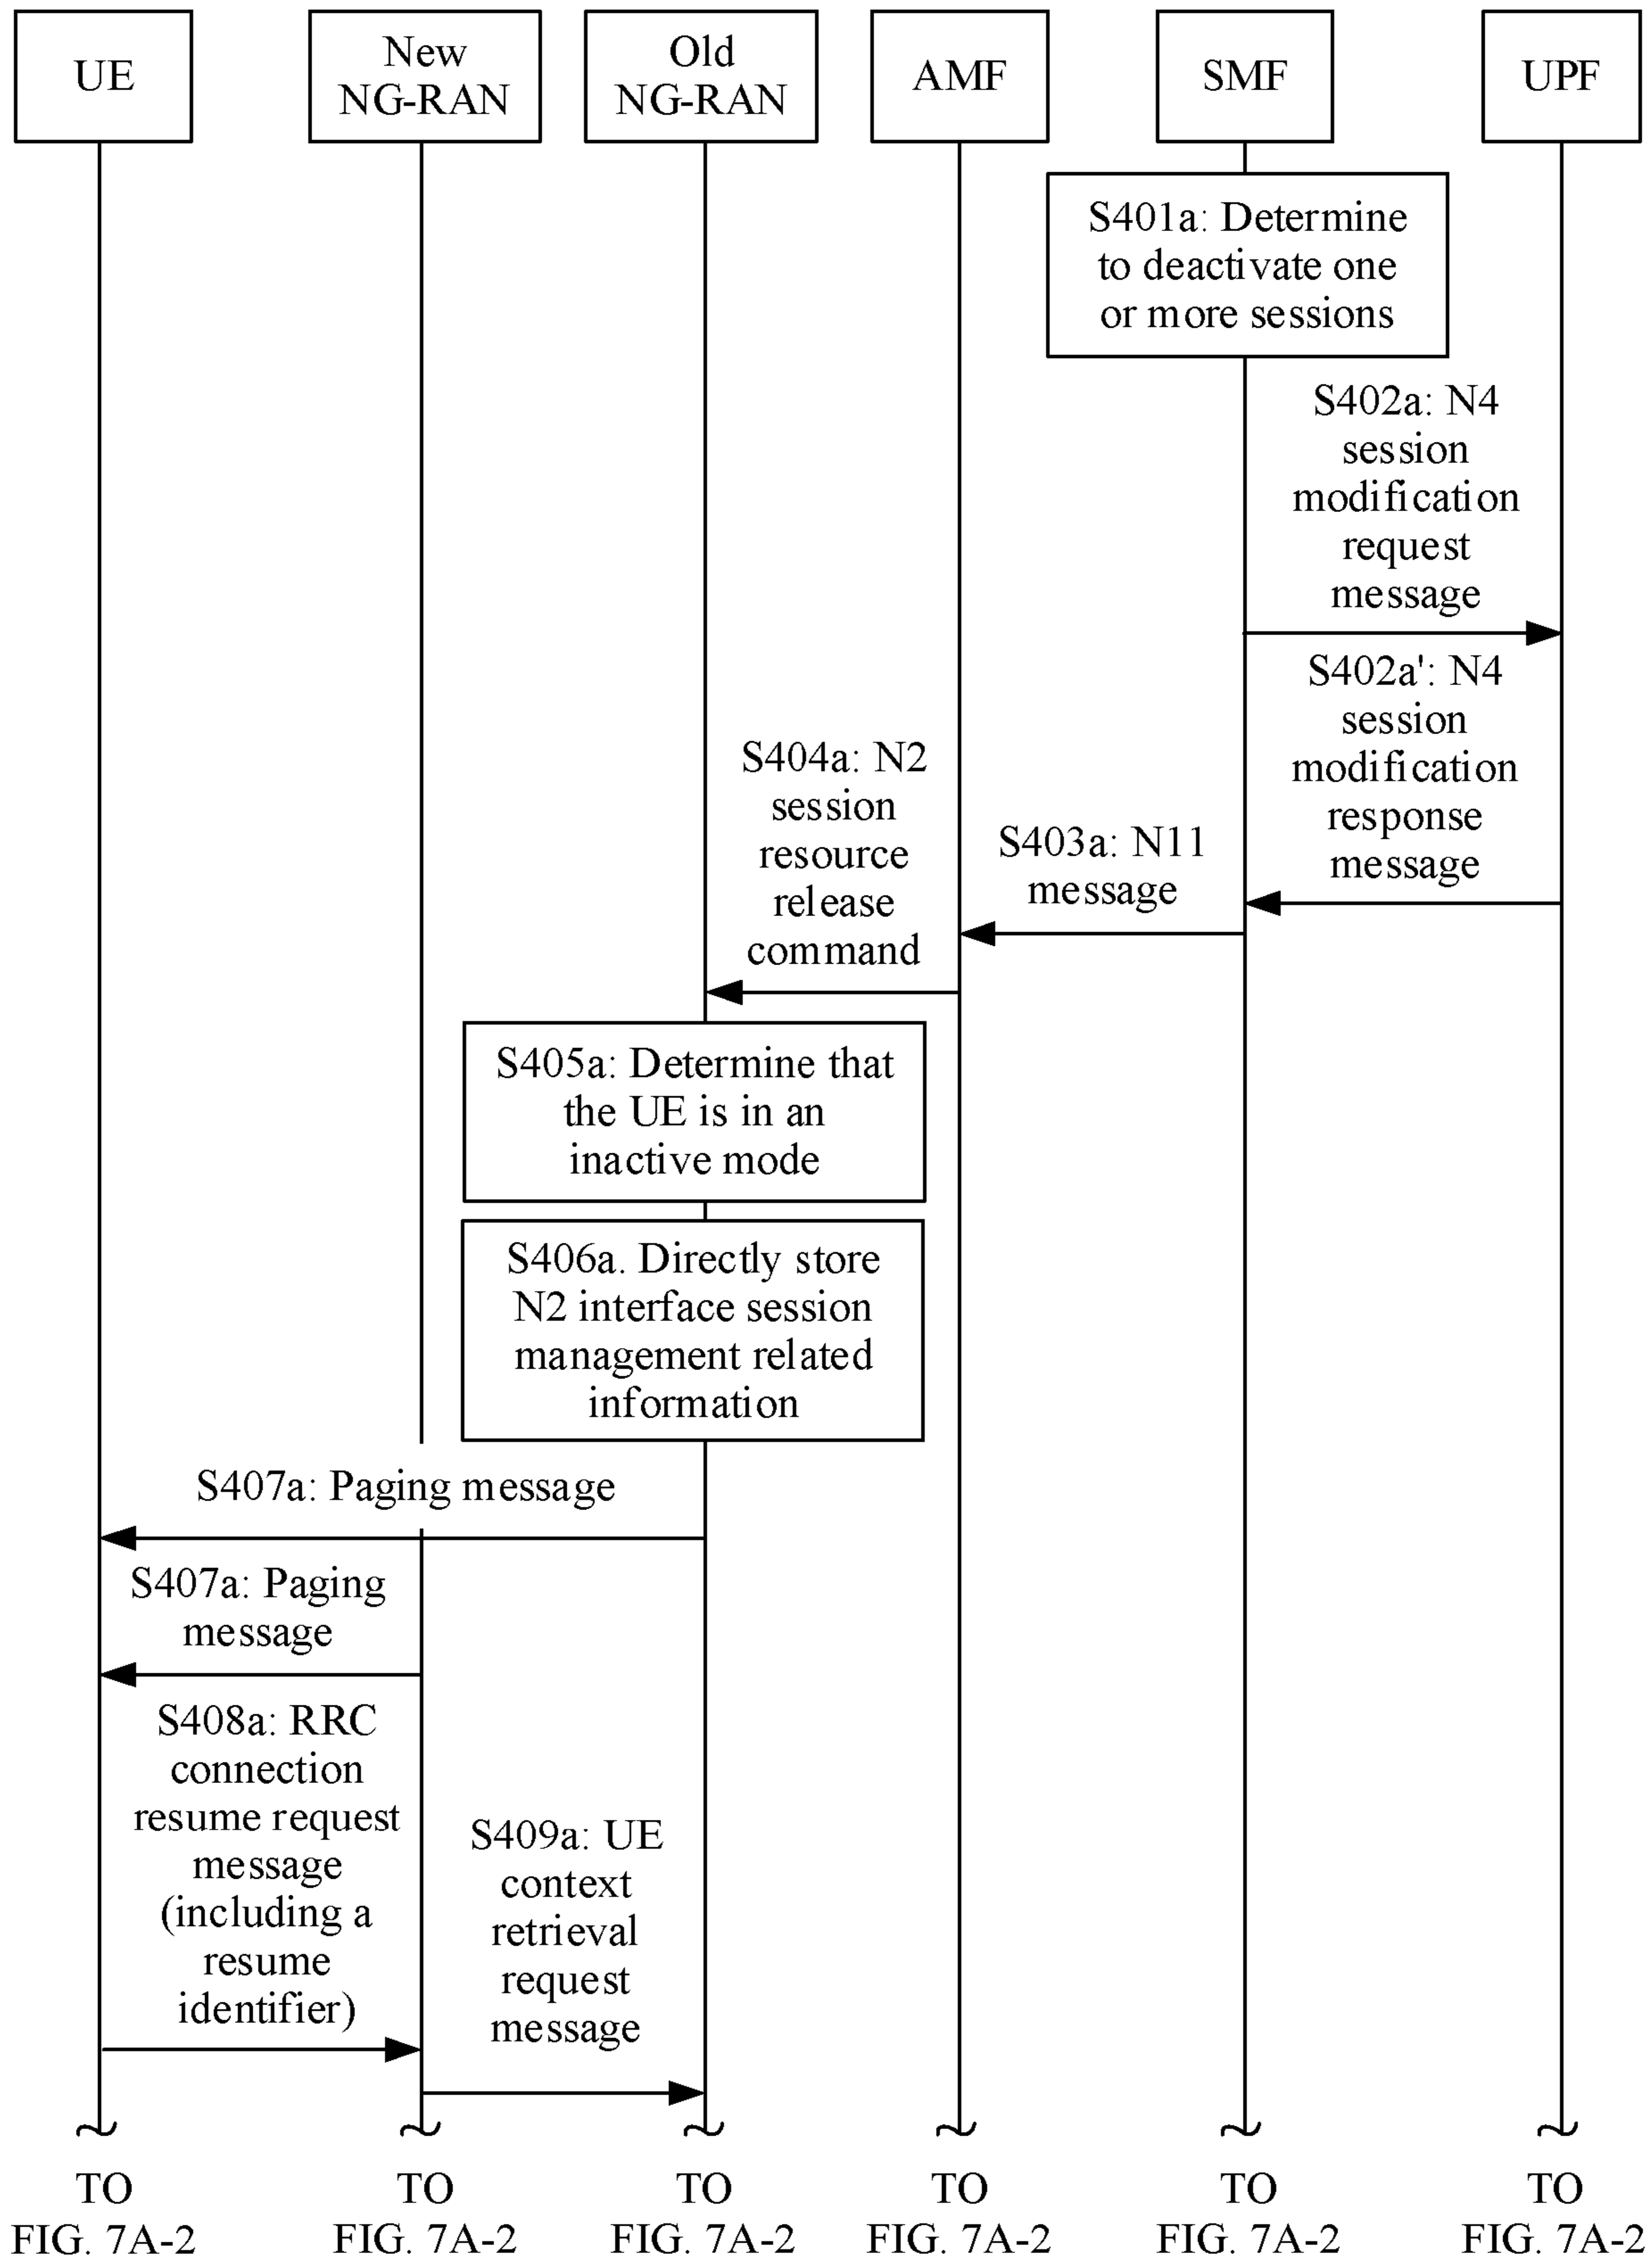 UE
New
NG-RAN
Old
NG-RAN
AMF
SMF
UPF
S401a: Determine
to deactivate one
or more sessions
S402a: N4
session
modification
request
message
S402a': N4
session
modification
response
message
S403a: N11
message
S404a: N2
session
resource
release
command
S405a: Determine that
the UE is in an
inactive mode
S406a. Directly store
N2 interface session
management related
information
S407a: Paging message
S407a: Paging
message
S408a: RRC
connection
resume request
message
(including a
resume
identifier)
S409a: UE
context
retrieval
request
message
TO
FIG. 7A-2
TO
FIG. 7A-2
TO
FIG. 7A-2
TO
FIG. 7A-2
TO
FIG. 7A-2
TO
FIG. 7A-2